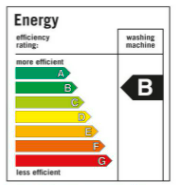 Energy
efficiency
rating:
washing
machine
more efficient
A
B
B
C
D
E
F
G
less efficient